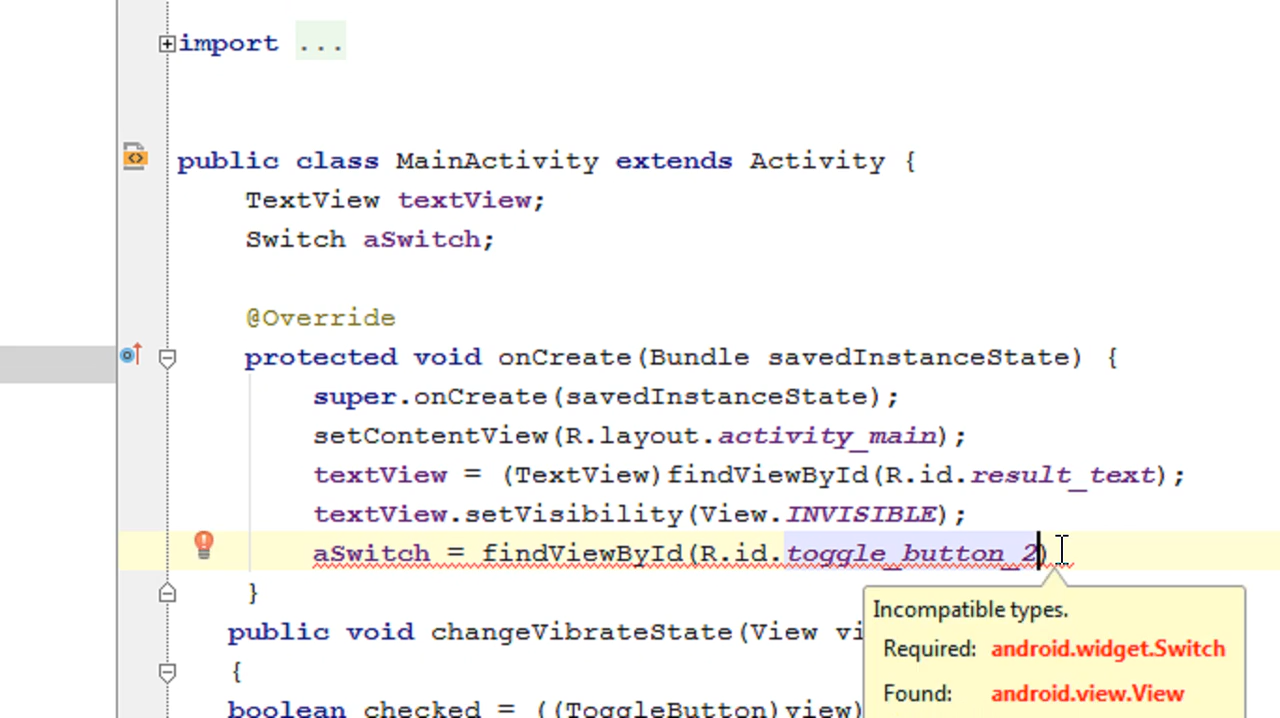 import ...
public class MainActivity extends Activity {
TextView textView;
Switch aSwitch;
@Override
protected void onCreate(Bundle savedInstanceState) {
super.onCreate(savedInstanceState);
setContentView(R.layout.activity_main);
textView = (TextView)findViewById(R.id.result_text);
textView.setVisibility(View.INVISIBLE);
aSwitch = findViewById(R.id.toggle_button_2)
}
public void changeVibrateState(View vi
{
boolean checked = ((ToggleButton)view)
Incompatible types.
Required: android.widget.Switch
Found: android.view.View